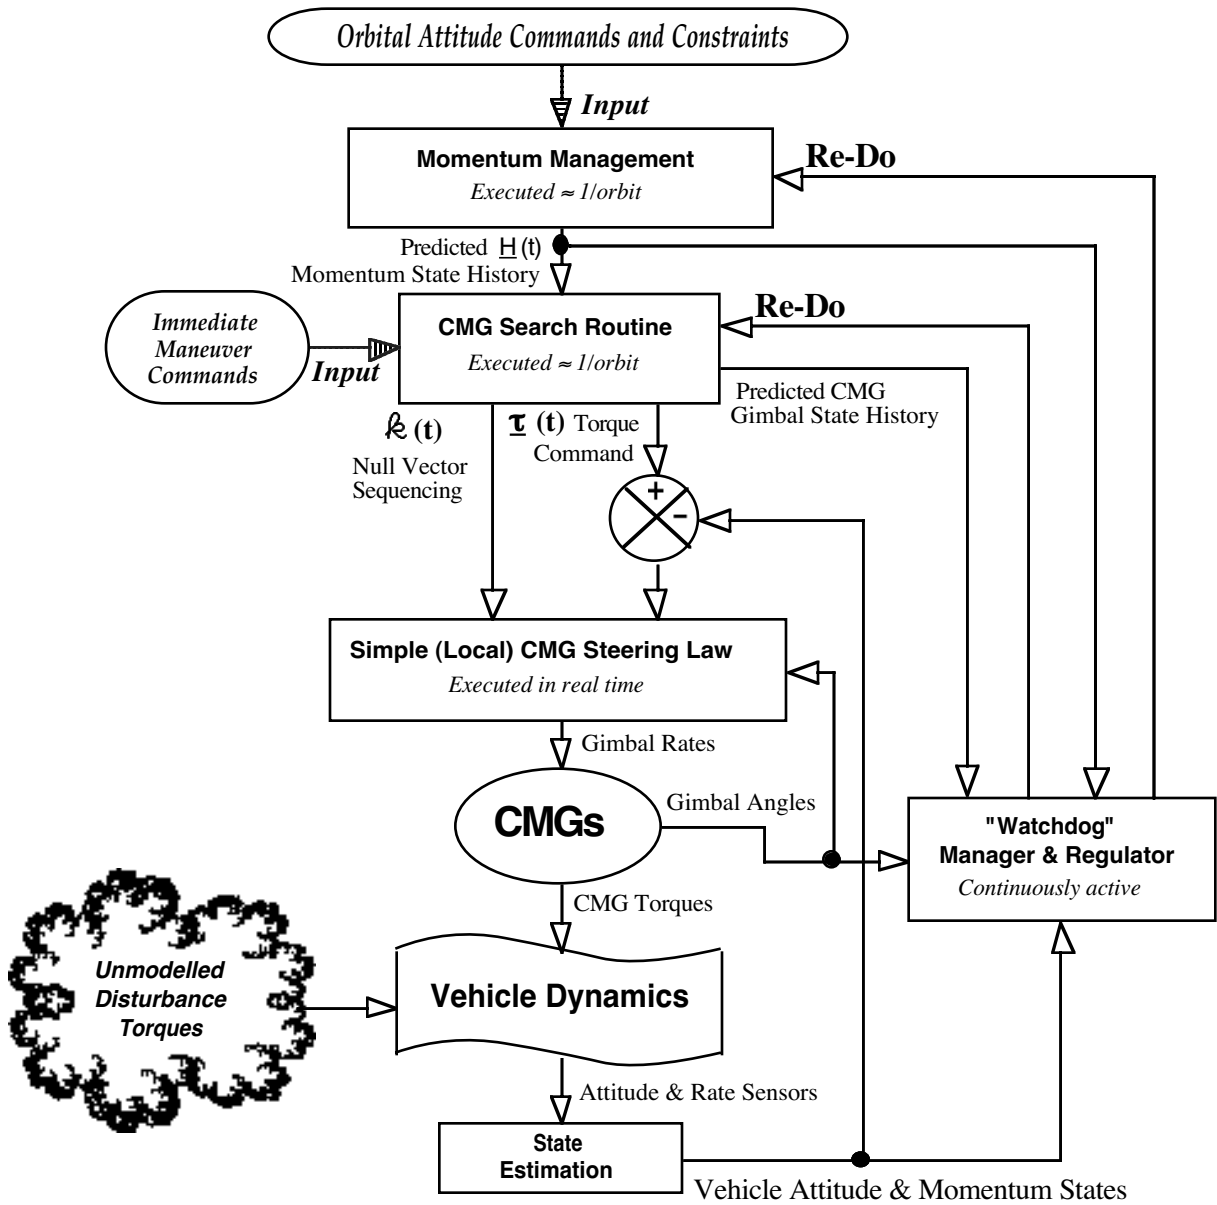 Orbital Attitude Commands and Constraints
Input
Momentum Management
Executed ≈ 1/orbit
Re-Do
Predicted H(t)
Momentum State History
Immediate
Maneuver
Commands
Input
CMG Search Routine
Executed ≈ 1/orbit
Re-Do
Predicted CMG
Gimbal State History
k(t)
Null Vector
Sequencing
τ (t) Torque
Command
+
-
Simple (Local) CMG Steering Law
Executed in real time
Gimbal Rates
CMGs
Gimbal Angles
"Watchdog"
Manager & Regulator
Continuously active
CMG Torques
Unmodelled
Disturbance
Torques
Vehicle Dynamics
Attitude & Rate Sensors
State
Estimation
Vehicle Attitude & Momentum States